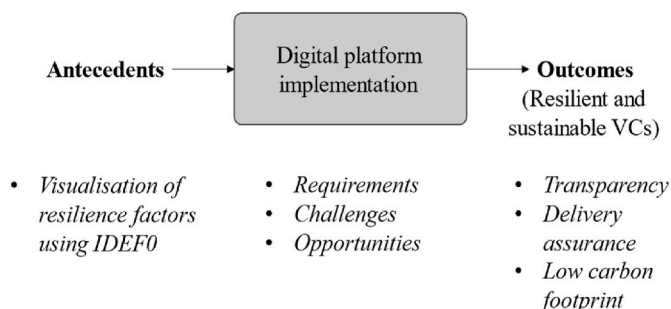 Antecedents
Digital platform
implementation
Outcomes
(Resilient and
sustainable VCs)
• Visualisation of
resilience factors
using IDEF0
• Requirements
• Challenges
• Opportunities
• Transparency
• Delivery
assurance
• Low carbon
footprint